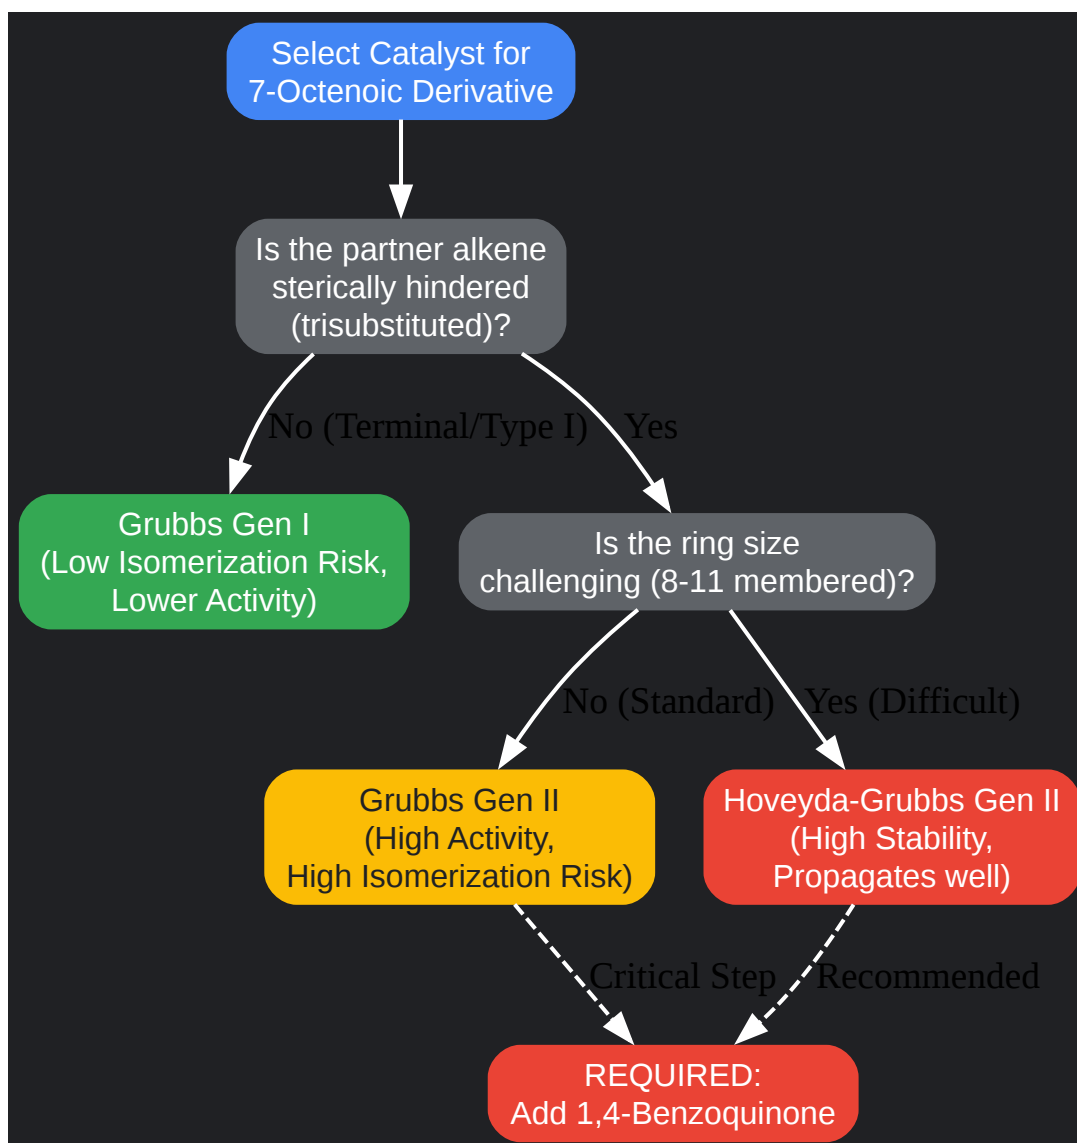 Select Catalyst for
7-Octenoic Derivative
Is the partner alkene
sterically hindered
(trisubstituted)?
No (Terminal/Type I)
Yes
Grubbs Gen I
(Low Isomerization Risk,
Lower Activity)
Is the ring size
challenging (8-11 membered)?
No (Standard)
Yes (Difficult)
Grubbs Gen II
(High Activity,
High Isomerization Risk)
Hoveyda-Grubbs Gen II
(High Stability,
Propagates well)
Critical Step
Recommended
REQUIRED:
Add 1,4-Benzoquinone